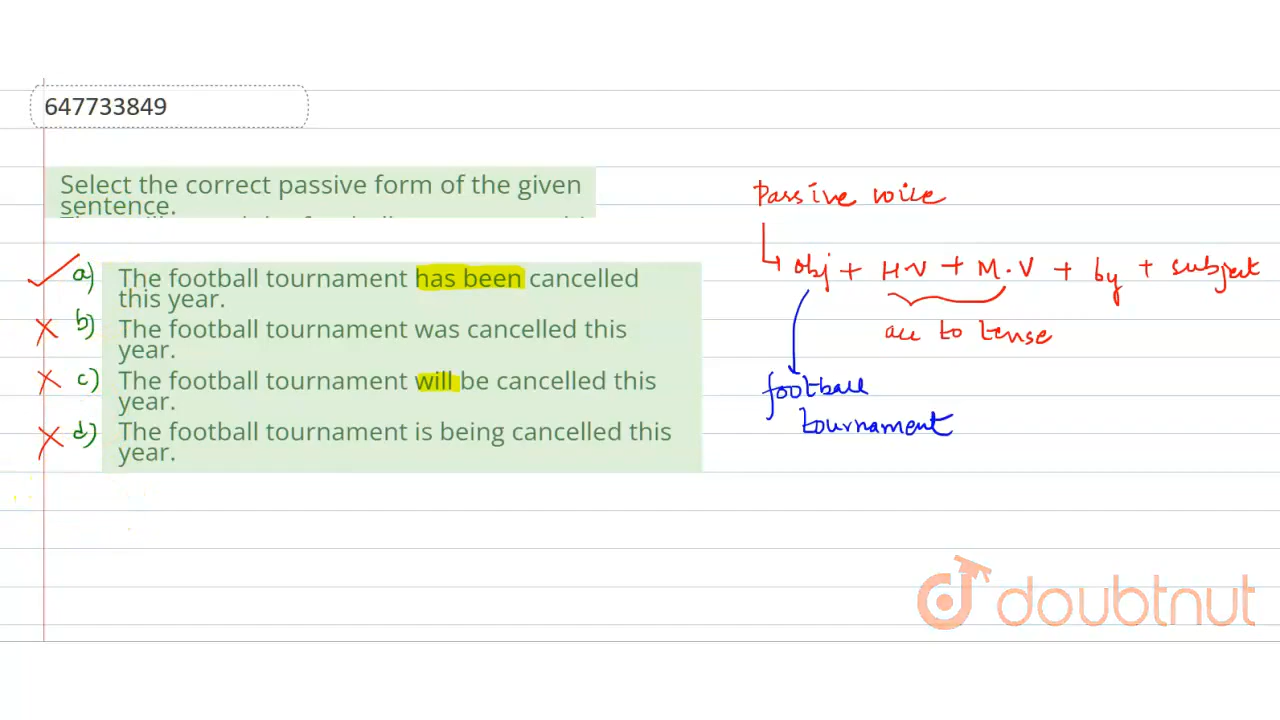 647733849
Select the correct passive form of the given
sentence.
a) The football tournament has been cancelled
this year.
b) The football tournament was cancelled this
year.
c) The football tournament will be cancelled this
year.
d) The football tournament is being cancelled this
year.
Passive voice
obj + H.V + M.V + by + subject
acc to tense
football
tournament
doubtnut